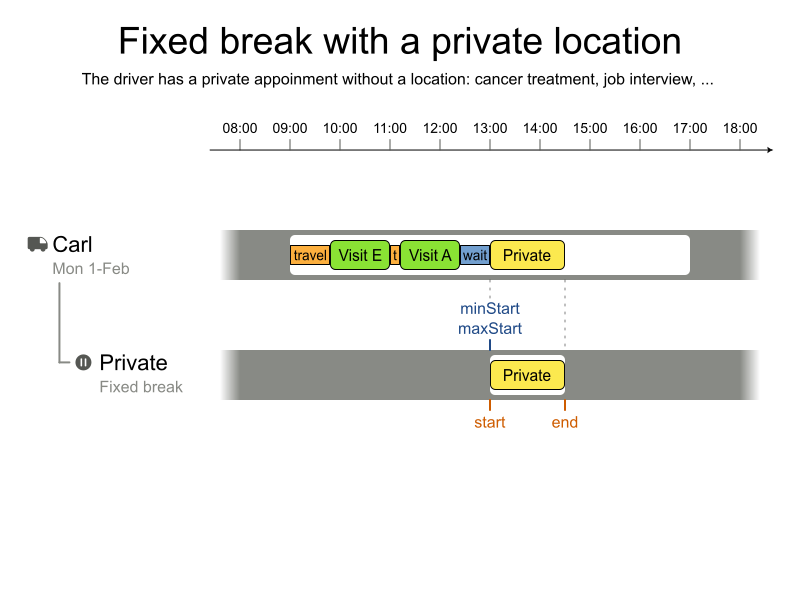 Fixed break with a private location
The driver has a private appoinment without a location: cancer treatment, job interview, ...
08:00 09:00 10:00 11:00 12:00 13:00 14:00 15:00 16:00 17:00 18:00
Carl
Mon 1-Feb
travel Visit E t Visit A wait Private
minStart
maxStart
Private
Fixed break
Private
start end